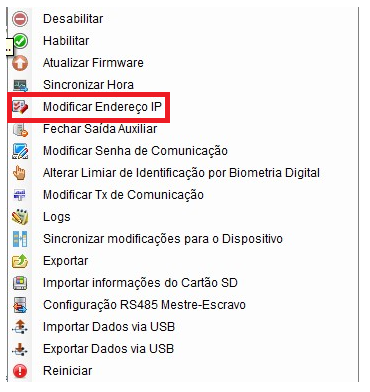 Desabilitar
Habilitar
Atualizar Firmware
Sincronizar Hora
Modificar Endereço IP
Fechar Saída Auxiliar
Modificar Senha de Comunicação
Alterar Limiar de Identificação por Biometria Digital
Modificar Tx de Comunicação
Logs
Sincronizar modificações para o Dispositivo
Exportar
Importar informações do Cartão SD
Configuração RS485 Mestre-Escravo
Importar Dados via USB
Exportar Dados via USB
Reiniciar